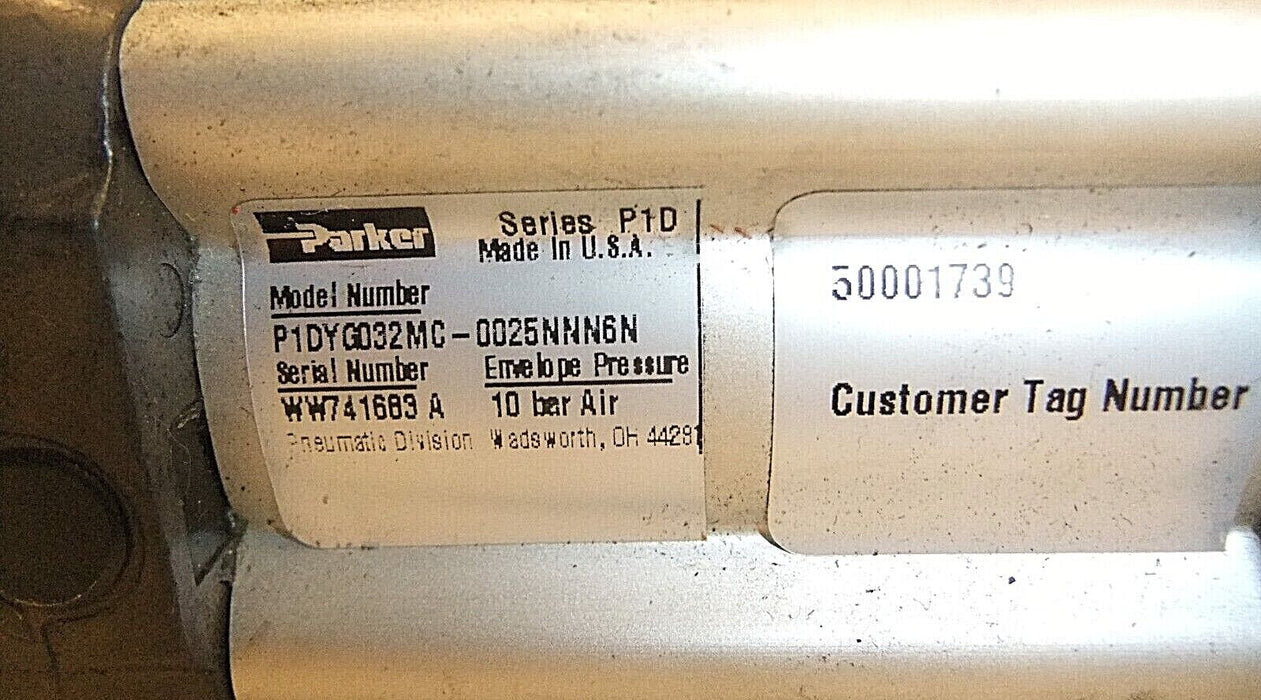 Parker Series P1D
Made In U.S.A.
Model Number
P1DYG032MC-0025NNN6N
Serial Number Envelope Pressure
WW741683 A 10 bar Air
Pneumatic Division Wadsworth, OH 44281
50001739
Customer Tag Number